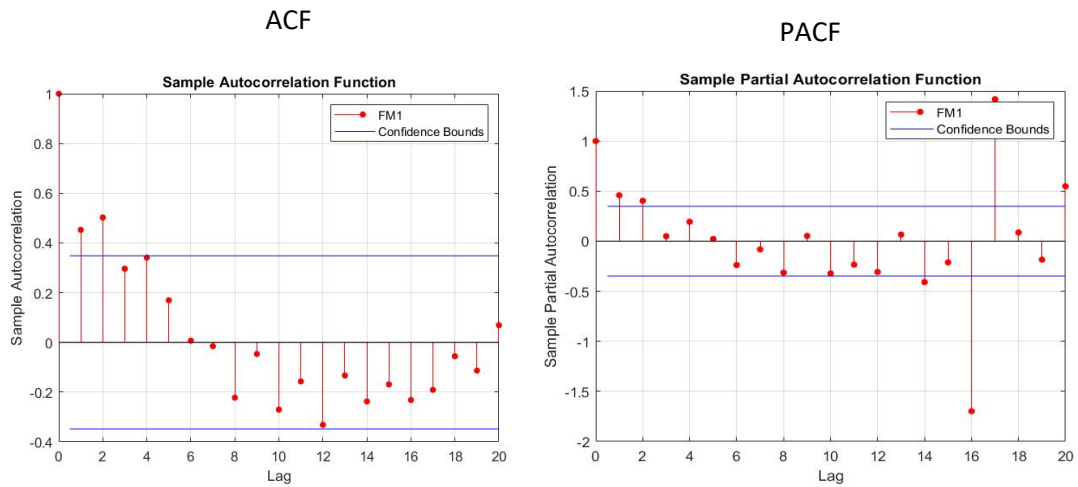 ACF
PACF
Sample Autocorrelation Function
FM1
Confidence Bounds
Sample Autocorrelation
1
0.8
0.6
0.4
0.2
0
-0.2
-0.4
0 2 4 6 8 10 12 14 16 18 20
Lag
Sample Partial Autocorrelation Function
FM1
Confidence Bounds
Sample Partial Autocorrelation
1.5
1
0.5
0
-0.5
-1
-1.5
-2
0 2 4 6 8 10 12 14 16 18 20
Lag